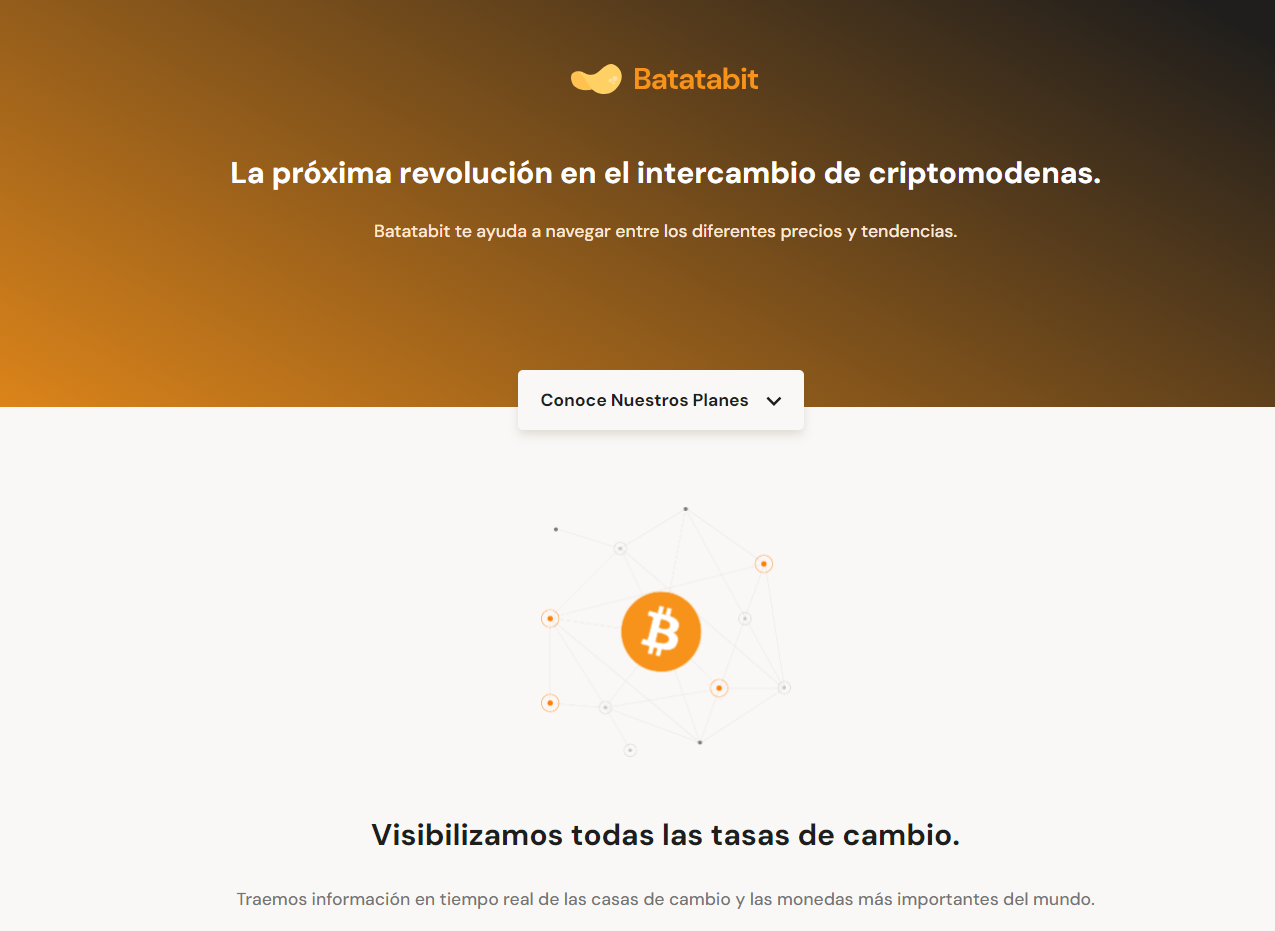 Batatabit
La próxima revolución en el intercambio de criptomodenas.
Batatabit te ayuda a navegar entre los diferentes precios y tendencias.
Conoce Nuestros Planes
Visibilizamos todas las tasas de cambio.
Traemos información en tiempo real de las casas de cambio y las monedas más importantes del mundo.